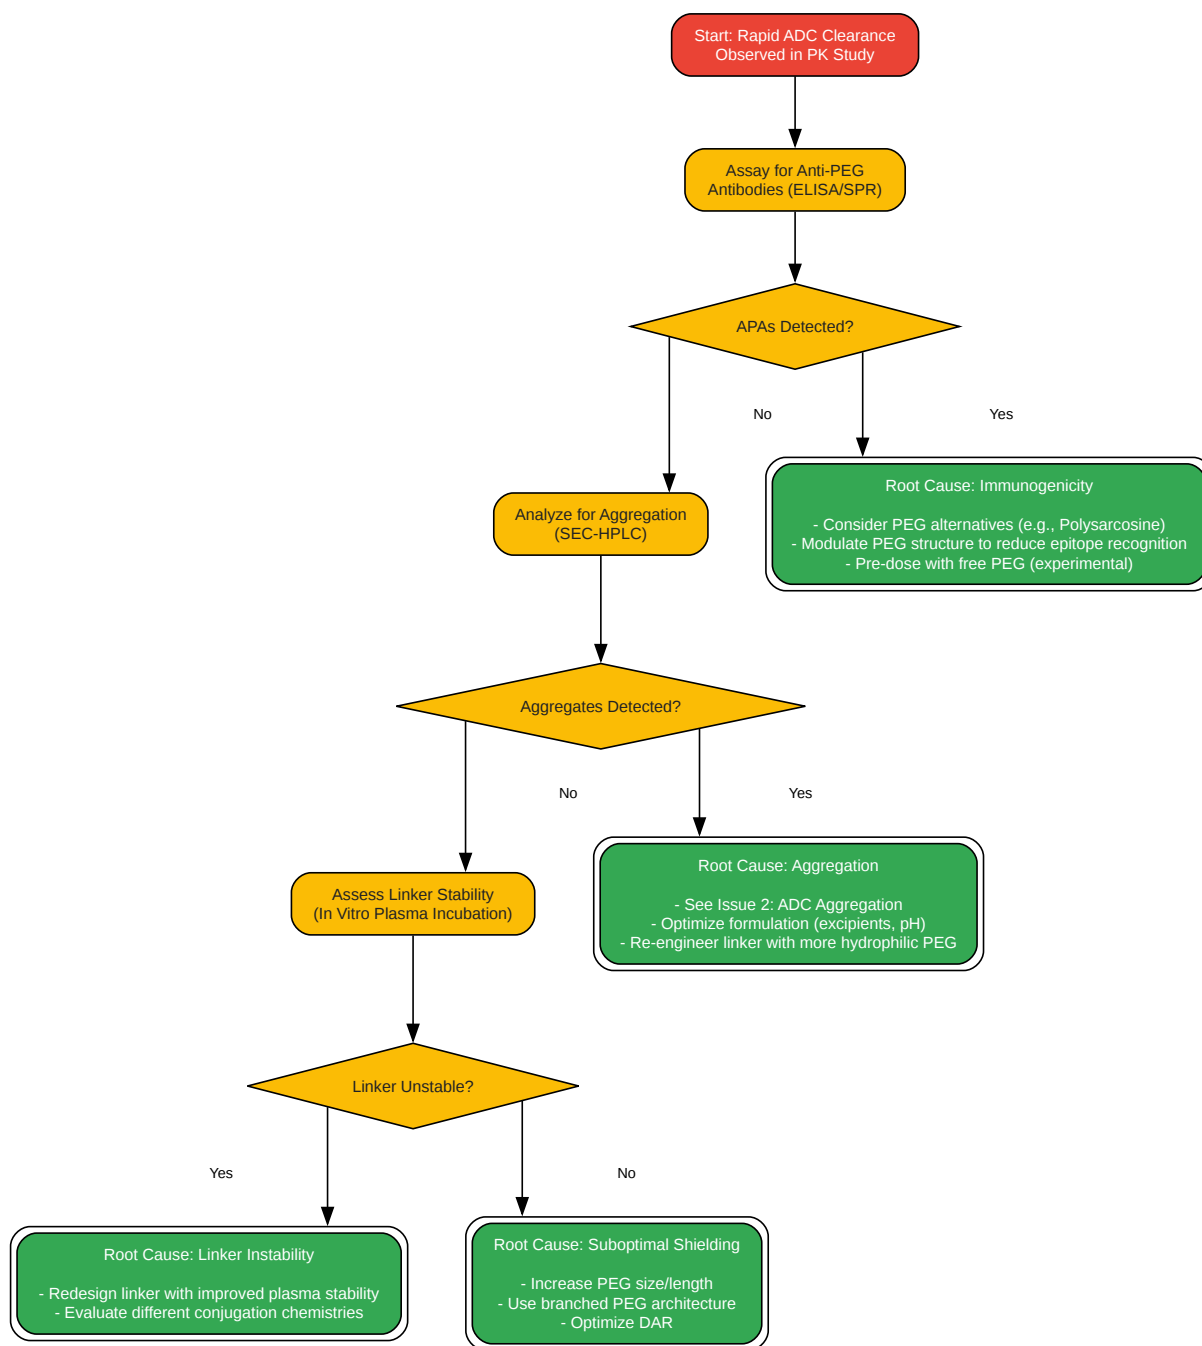 Start: Rapid ADC Clearance
Observed in PK Study
Assay for Anti-PEG
Antibodies (ELISA/SPR)
APAs Detected?
No
Yes
Root Cause: Immunogenicity
- Consider PEG alternatives (e.g., Polysarcosine)
- Modulate PEG structure to reduce epitope recognition
- Pre-dose with free PEG (experimental)
Analyze for Aggregation
(SEC-HPLC)
Aggregates Detected?
No
Yes
Root Cause: Aggregation
- See Issue 2: ADC Aggregation
- Optimize formulation (excipients, pH)
- Re-engineer linker with more hydrophilic PEG
Assess Linker Stability
(In Vitro Plasma Incubation)
Linker Unstable?
Yes
No
Root Cause: Linker Instability
- Redesign linker with improved plasma stability
- Evaluate different conjugation chemistries
Root Cause: Suboptimal Shielding
- Increase PEG size/length
- Use branched PEG architecture
- Optimize DAR